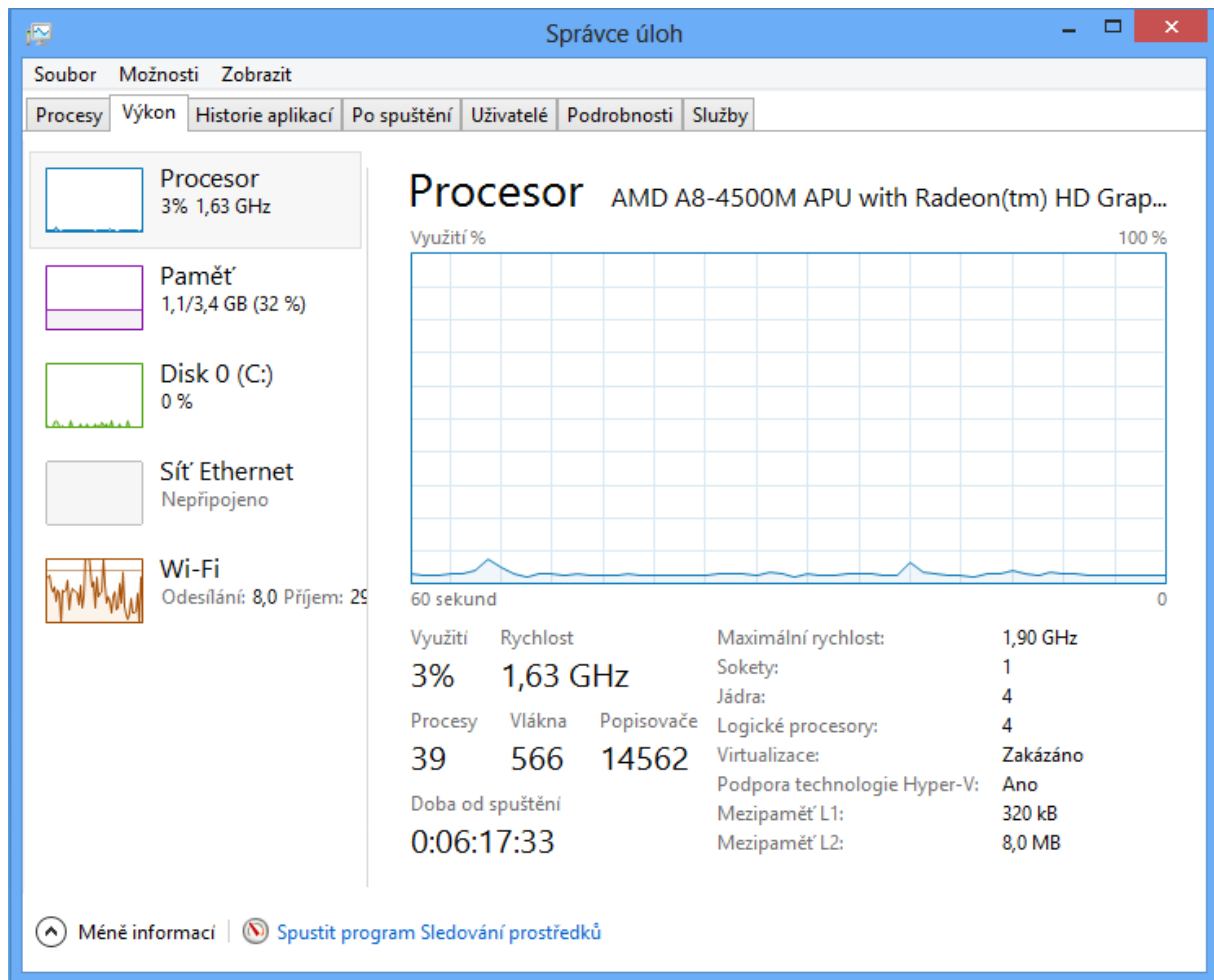 Správce úloh
Soubor Možnosti Zobrazit
Procesy Výkon Historie aplikací Po spuštění Uživatelé Podrobnosti Služby
Procesor
3% 1,63 GHz
Paměť
1,1/3,4 GB (32 %)
Disk 0 (C:)
0 %
Síť Ethernet
Nepřipojeno
Wi-Fi
Odesílání: 8,0 Příjem: 29
Procesor AMD A8-4500M APU with Radeon(tm) HD Grap...
Využití % 100 %
60 sekund 0
Využití Rychlost
3% 1,63 GHz
Procesy Vlákna Popisovače
39 566 14562
Doba od spuštění
0:06:17:33
Maximální rychlost: 1,90 GHz
Sokety: 1
Jádra: 4
Logické procesory: 4
Virtualizace: Zakázáno
Podpora technologie Hyper-V: Ano
Mezipaměť L1: 320 kB
Mezipaměť L2: 8,0 MB
Méně informací Spustit program Sledování prostředků